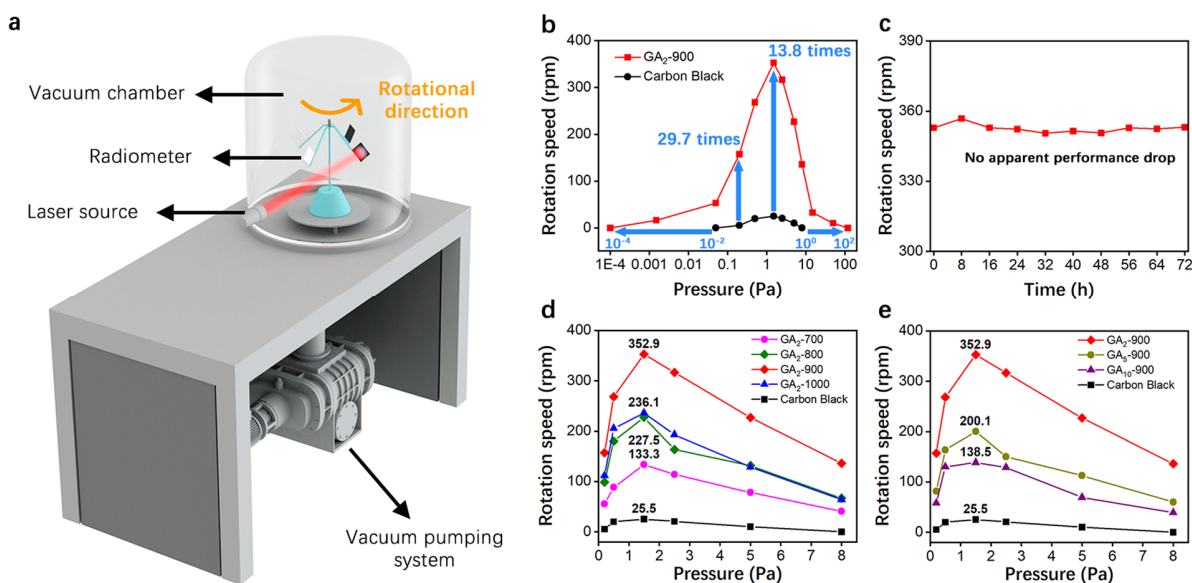 a
Vacuum chamber
Rotational
direction
Radiometer
Laser source
Vacuum pumping
system
b
Rotation speed (rpm)
400
300
200
100
0
GA₂-900
Carbon Black
13.8 times
29.7 times
10⁻⁴
10⁻²
10⁰
10²
1E-4
0.001
0.01
0.1
1
10
100
Pressure (Pa)
c
Rotation speed (rpm)
390
360
330
300
No apparent performance drop
0
8
16
24
32
40
48
56
64
72
Time (h)
d
Rotation speed (rpm)
400
300
200
100
0
352.9
236.1
227.5
133.3
25.5
GA₂-700
GA₂-800
GA₂-900
GA₂-1000
Carbon Black
0
1
2
3
4
5
6
7
8
Pressure (Pa)
e
Rotation speed (rpm)
400
300
200
100
0
352.9
200.1
138.5
25.5
GA₂-900
GA₅-900
GA₁₀-900
Carbon Black
0
1
2
3
4
5
6
7
8
Pressure (Pa)